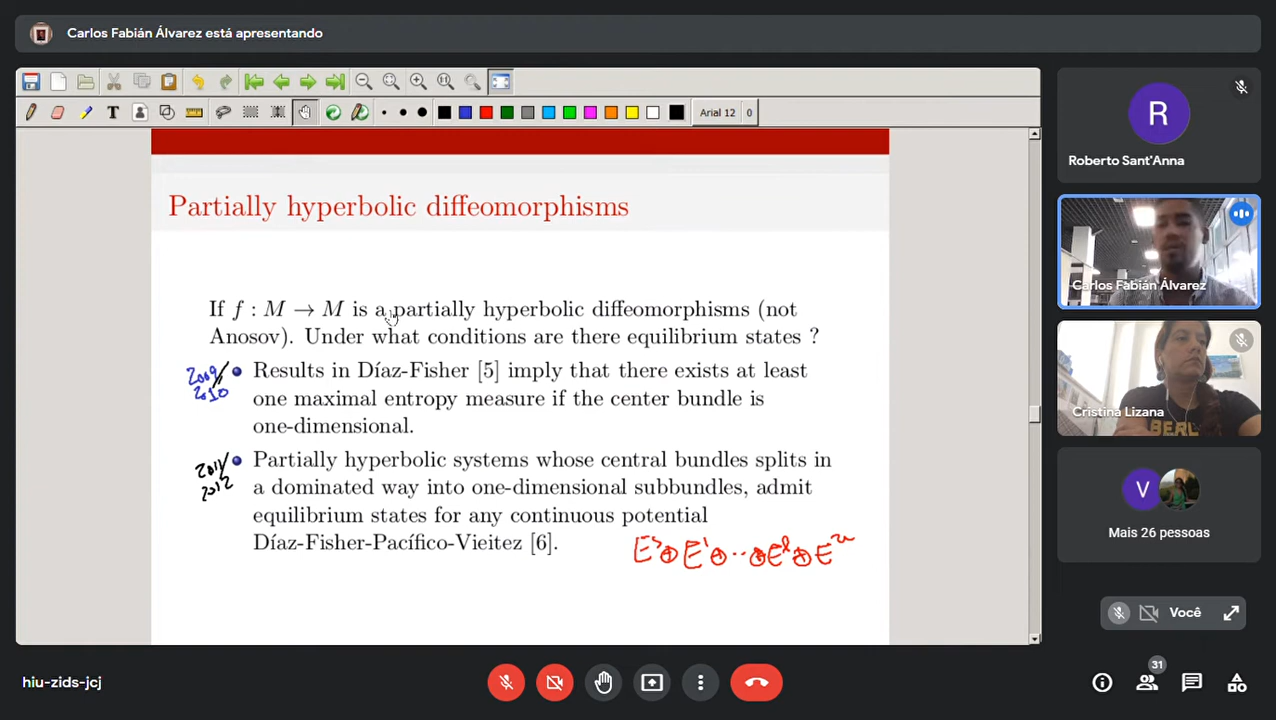 Carlos Fabián Álvarez está apresentando
T
Arial 12 0
Partially hyperbolic diffeomorphisms
If f : M → M is a partially hyperbolic diffeomorphisms (not
Anosov). Under what conditions are there equilibrium states ?
2009/
2010
Results in Díaz-Fisher [5] imply that there exists at least
one maximal entropy measure if the center bundle is
one-dimensional.
2011/
2012
Partially hyperbolic systems whose central bundles splits in
a dominated way into one-dimensional subbundles, admit
equilibrium states for any continuous potential
Díaz-Fisher-Pacífico-Vieitez [6].
E^s ⊕ E^1 ⊕ ·· ⊕ E^l ⊕ E^u
R
Roberto Sant'Anna
Carlos Fabián Álvarez
BERL
Cristina Lizana
V
Mais 26 pessoas
Você
hiu-zids-jcj
31